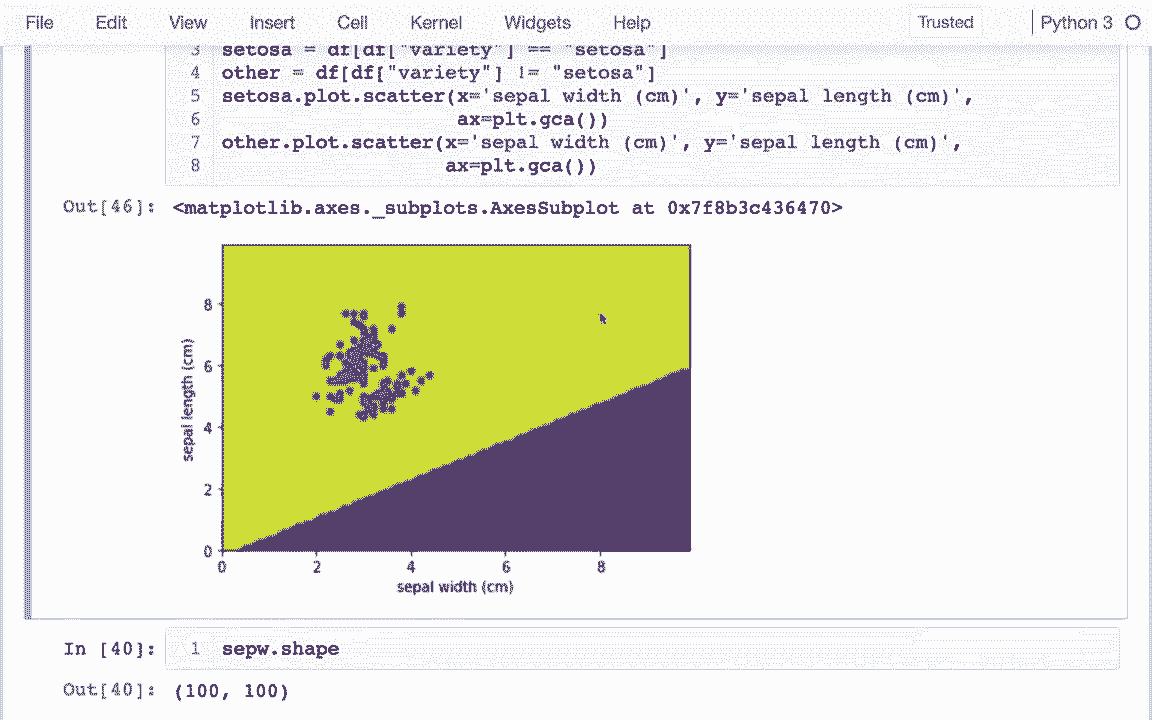 File Edit View Insert Cell Kernel Widgets Help Trusted Python 3
3 setosa = df[df["variety"] == "setosa"]
4 other = df[df["variety"] != "setosa"]
5 setosa.plot.scatter(x='sepal width (cm)', y='sepal length (cm)',
6 ax=plt.gca())
7 other.plot.scatter(x='sepal width (cm)', y='sepal length (cm)',
8 ax=plt.gca())
Out[46]: <matplotlib.axes._subplots.AxesSubplot at 0x7f8b3c436470>
8
6
4
2
0
sepal length (cm)
0 2 4 6 8
sepal width (cm)
In [40]: 1 sepw.shape
Out[40]: (100, 100)